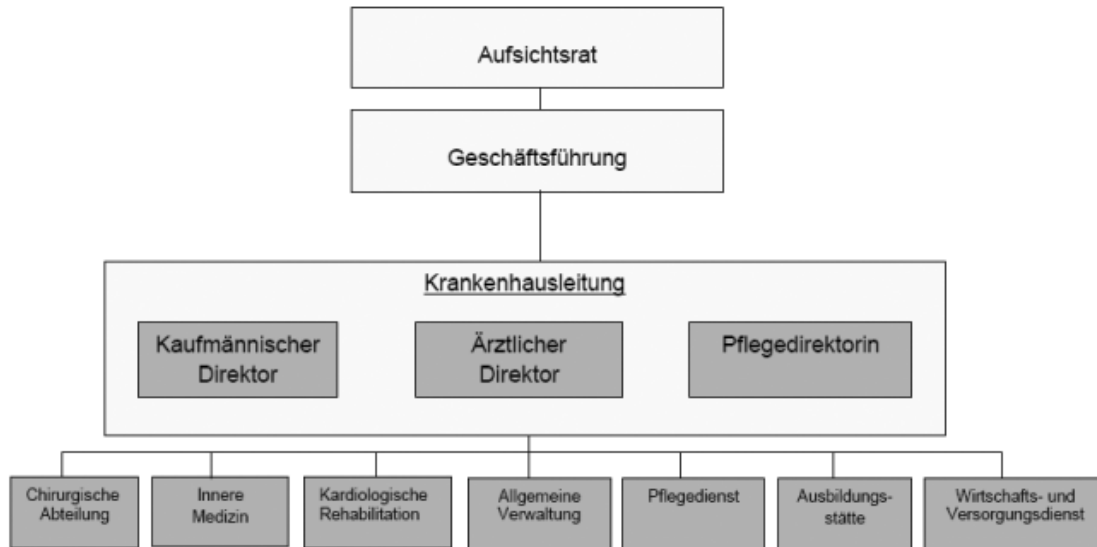 Aufsichtsrat
Geschäftsführung
Krankenhausleitung
Kaufmännischer
Direktor
Ärztlicher
Direktor
Pflegedirektorin
Chirurgische
Abteilung
Innere
Medizin
Kardiologische
Rehabilitation
Allgemeine
Verwaltung
Pflegedienst
Ausbildungs-
stätte
Wirtschafts- und
Versorgungsdienst